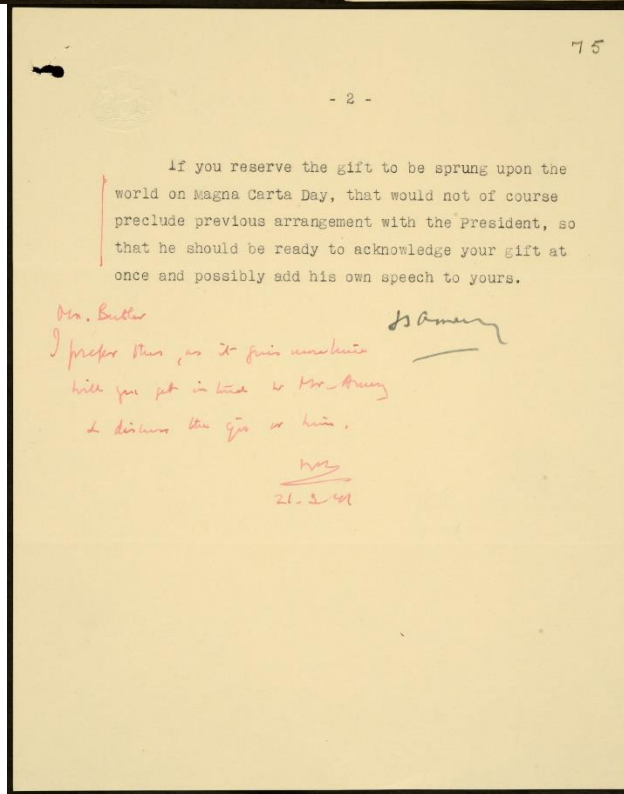 75
- 2 -
If you reserve the gift to be sprung upon the
world on Magna Carta Day, that would not of course
preclude previous arrangement with the President, so
that he should be ready to acknowledge your gift at
once and possibly add his own speech to yours.
LS Amery
Mr. Butler
I prefer this, as it gives more time
Will you get in touch w Mr. Amery
& discuss the w him.
21. 3. 41